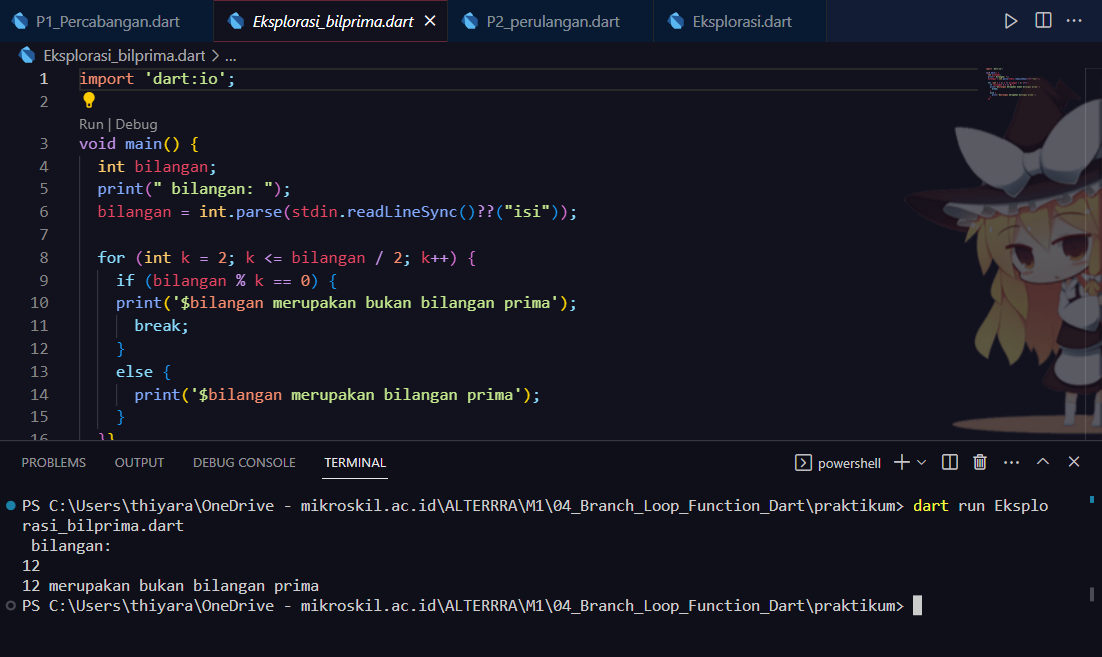 P1_Percabangan.dart Eksplorasi_bilprima.dart P2_perulangan.dart Eksplorasi.dart
Eksplorasi_bilprima.dart > ...
1 import 'dart:io';
2
Run | Debug
3 void main() {
4 int bilangan;
5 print(" bilangan: ");
6 bilangan = int.parse(stdin.readLineSync()??("isi"));
7
8 for (int k = 2; k <= bilangan / 2; k++) {
9 if (bilangan % k == 0) {
10 print('$bilangan merupakan bukan bilangan prima');
11 break;
12 }
13 else {
14 print('$bilangan merupakan bilangan prima');
15 }
16 }}
PROBLEMS OUTPUT DEBUG CONSOLE TERMINAL powershell
PS C:\Users\thiyara\OneDrive - mikroskil.ac.id\ALTERRRA\M1\04_Branch_Loop_Function_Dart\praktikum> dart run Eksplo
rasi_bilprima.dart
bilangan:
12
12 merupakan bukan bilangan prima
PS C:\Users\thiyara\OneDrive - mikroskil.ac.id\ALTERRRA\M1\04_Branch_Loop_Function_Dart\praktikum>